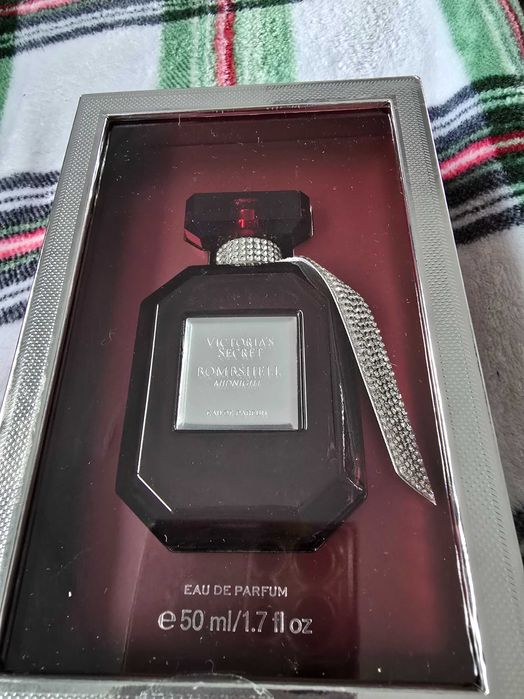 VICTORIA'S
SECRET
BOMBSHELL
MIDNIGHT
EAU DE PARFUM
EAU DE PARFUM
℮ 50 ml/1.7 fl oz